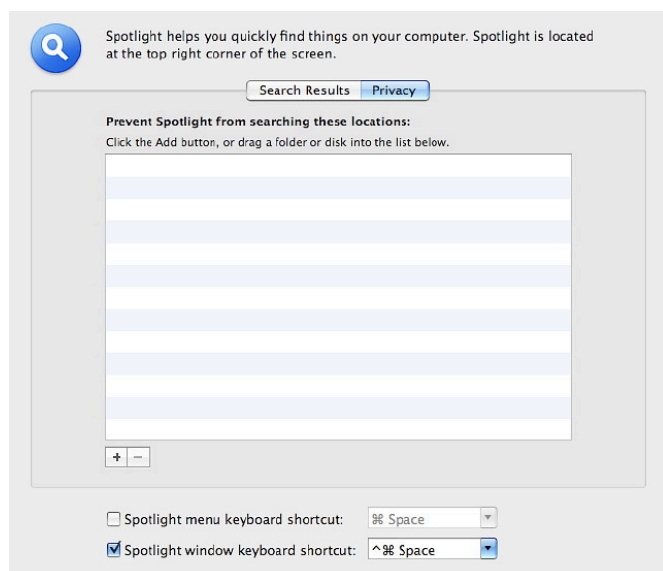 Spotlight helps you quickly find things on your computer. Spotlight is located
at the top right corner of the screen.
Search Results Privacy
Prevent Spotlight from searching these locations:
Click the Add button, or drag a folder or disk into the list below.
+ −
Spotlight menu keyboard shortcut: ⌘ Space
Spotlight window keyboard shortcut: ^⌘ Space